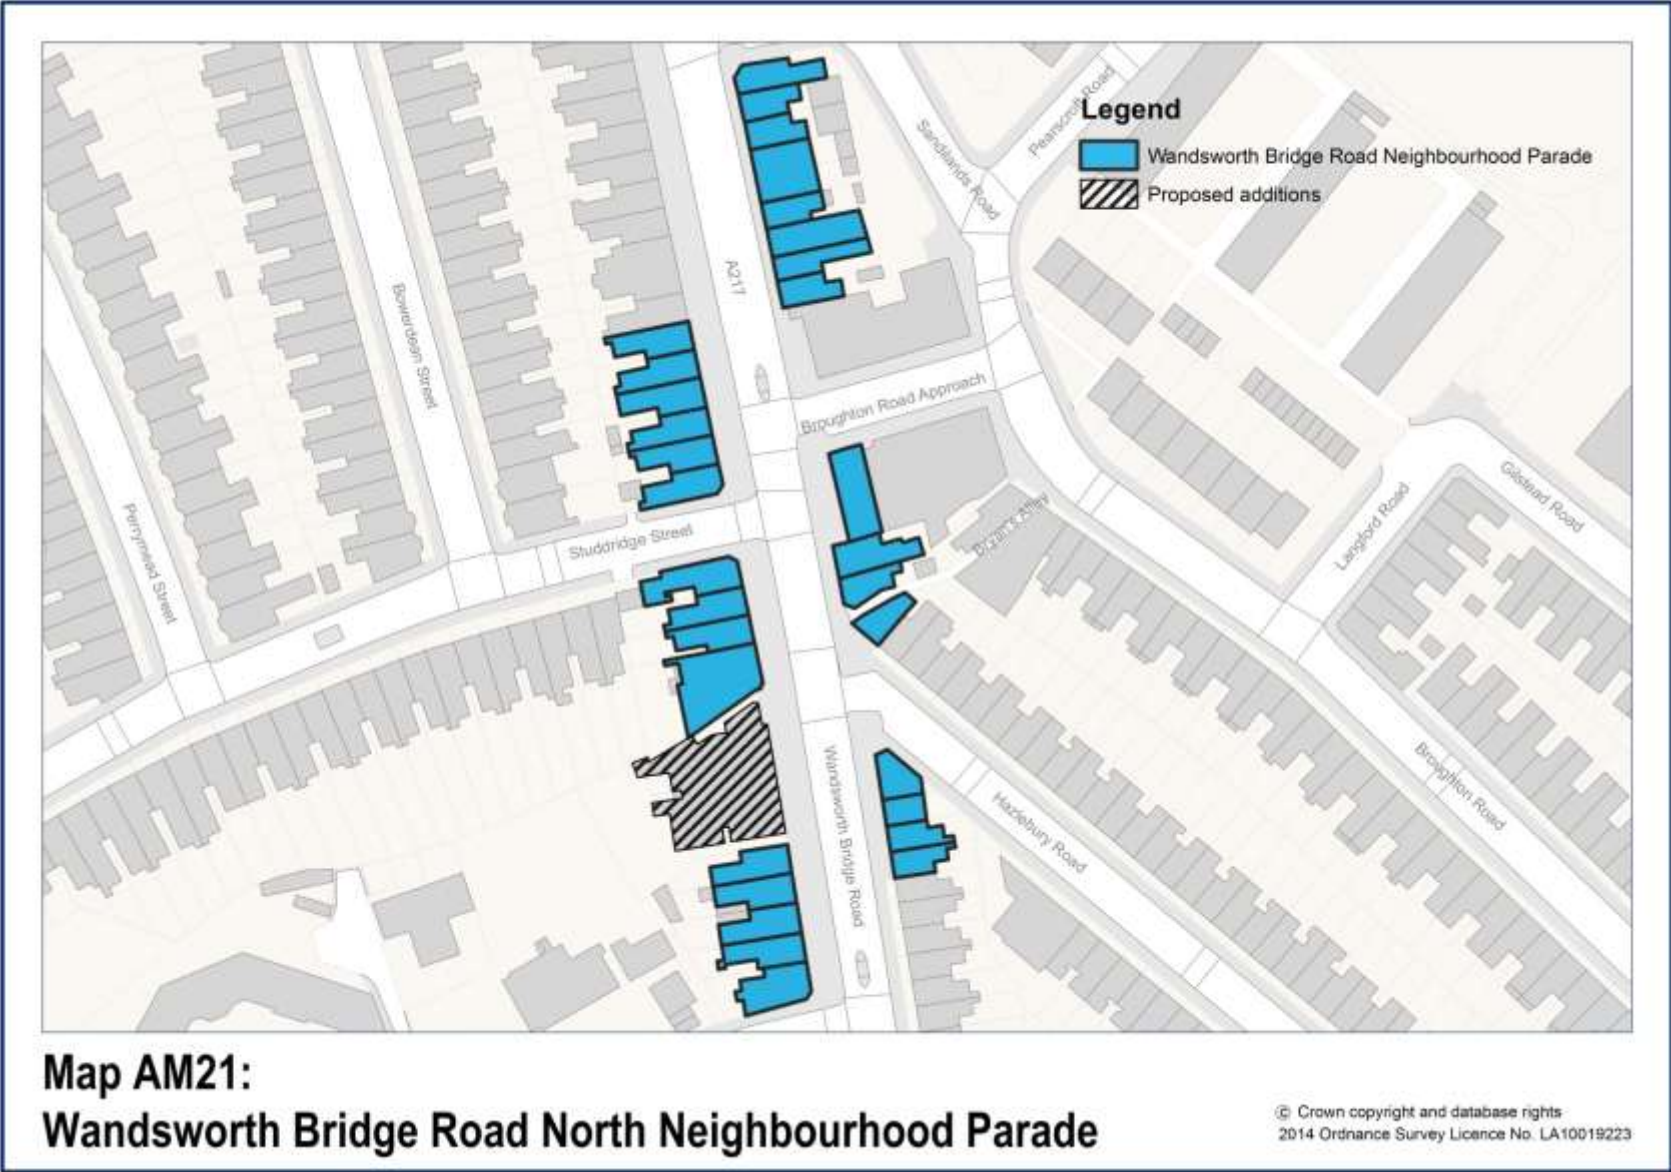 Legend
Wandsworth Bridge Road Neighbourhood Parade
Proposed additions
Pearscroft Road
Sandilands Road
A217
Bowerdean Street
Broughton Road Approach
Perrymead Street
Studdridge Street
Bryan's Alley
Langford Road
Gilstead Road
Wandsworth Bridge Road
Hazlebury Road
Broughton Road
Map AM21:
Wandsworth Bridge Road North Neighbourhood Parade
© Crown copyright and database rights
2014 Ordnance Survey Licence No. LA10019223